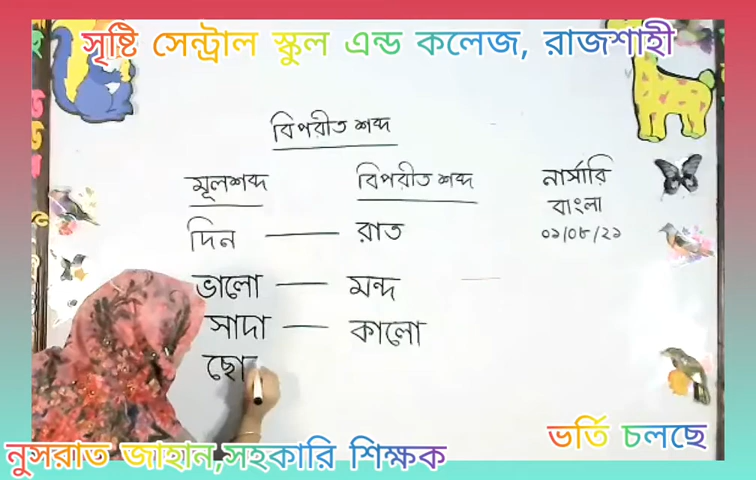 সৃষ্টি সেন্ট্রাল স্কুল এন্ড কলেজ, রাজশাহী
বিপরীত শব্দ
মূলশব্দ বিপরীত শব্দ
দিন — রাত
ভালো — মন্দ
সাদা — কালো
ছোট
নার্সারি
বাংলা
০১/০৮/২১
ভর্তি চলছে
নুসরাত জাহান,সহকারি শিক্ষক